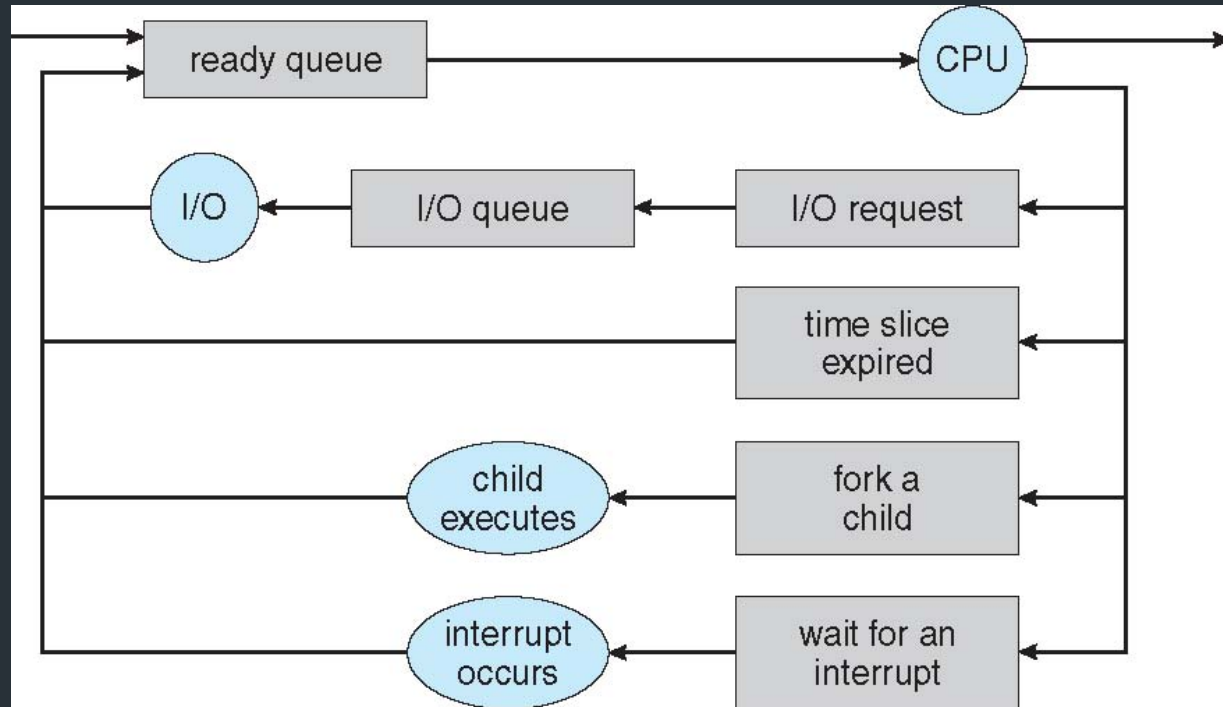 ready queue
CPU
I/O
I/O queue
I/O request
time slice
expired
child
executes
fork a
child
interrupt
occurs
wait for an
interrupt